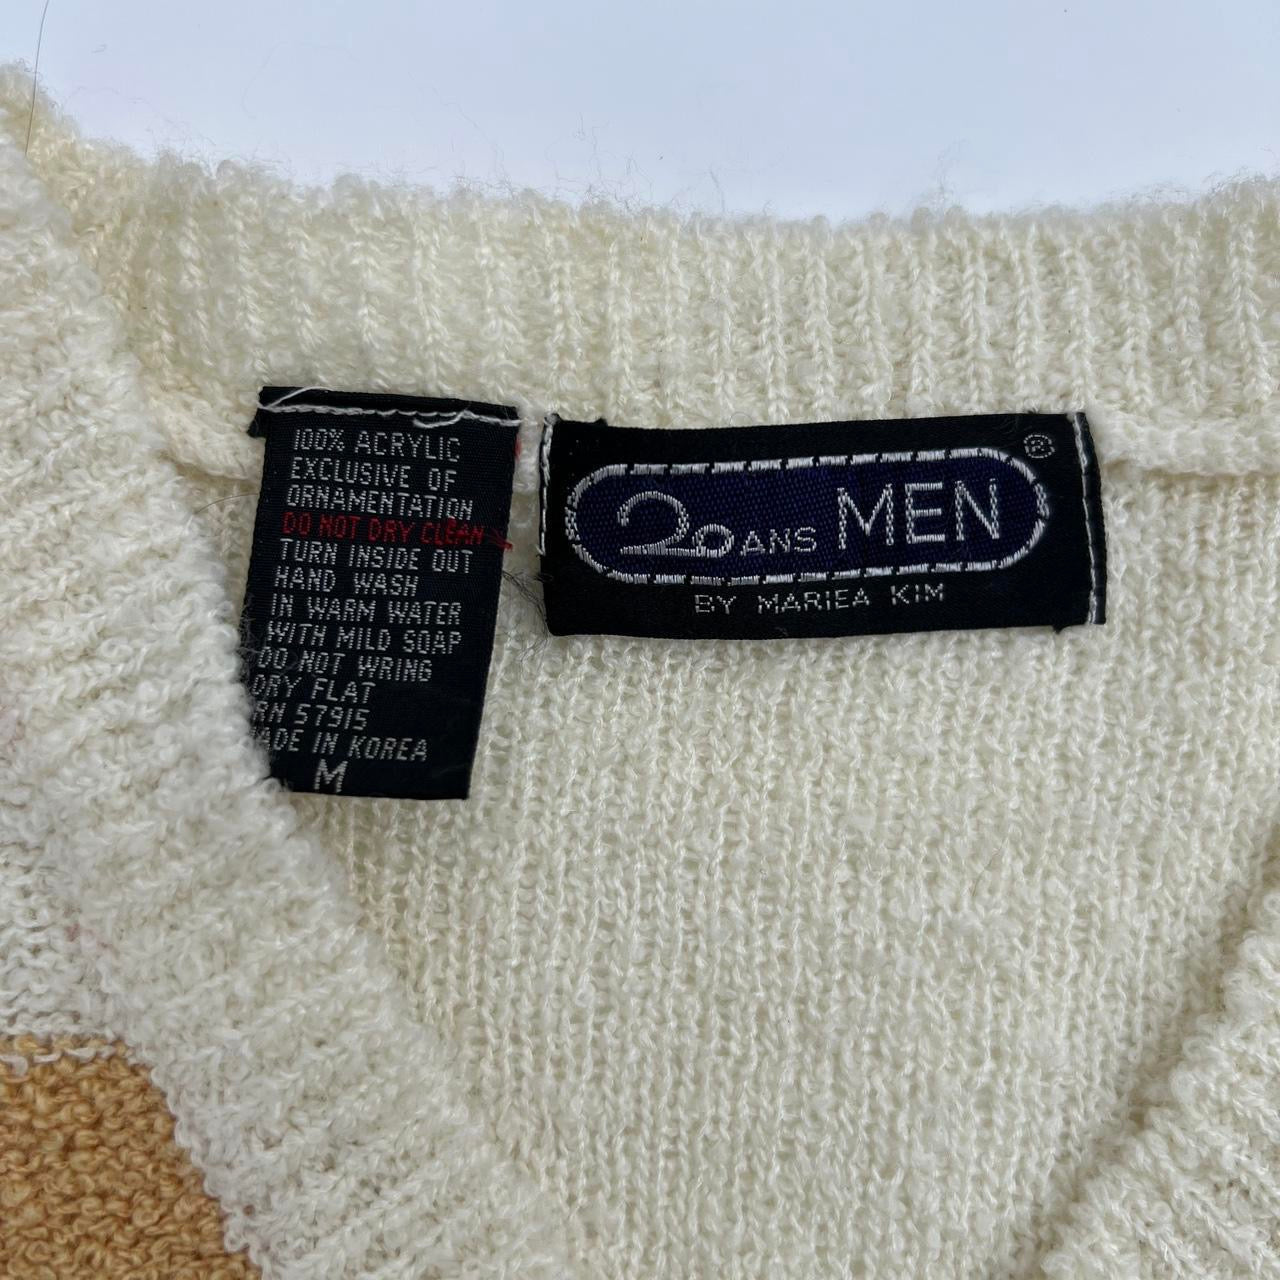 100% ACRYLIC
EXCLUSIVE OF
ORNAMENTATION
DO NOT DRY CLEAN
TURN INSIDE OUT
HAND WASH
IN WARM WATER
WITH MILD SOAP
DO NOT WRING
DRY FLAT
RN 57915
ADE IN KOREA
M
®
20 ANS MEN
BY MARIEA KIM